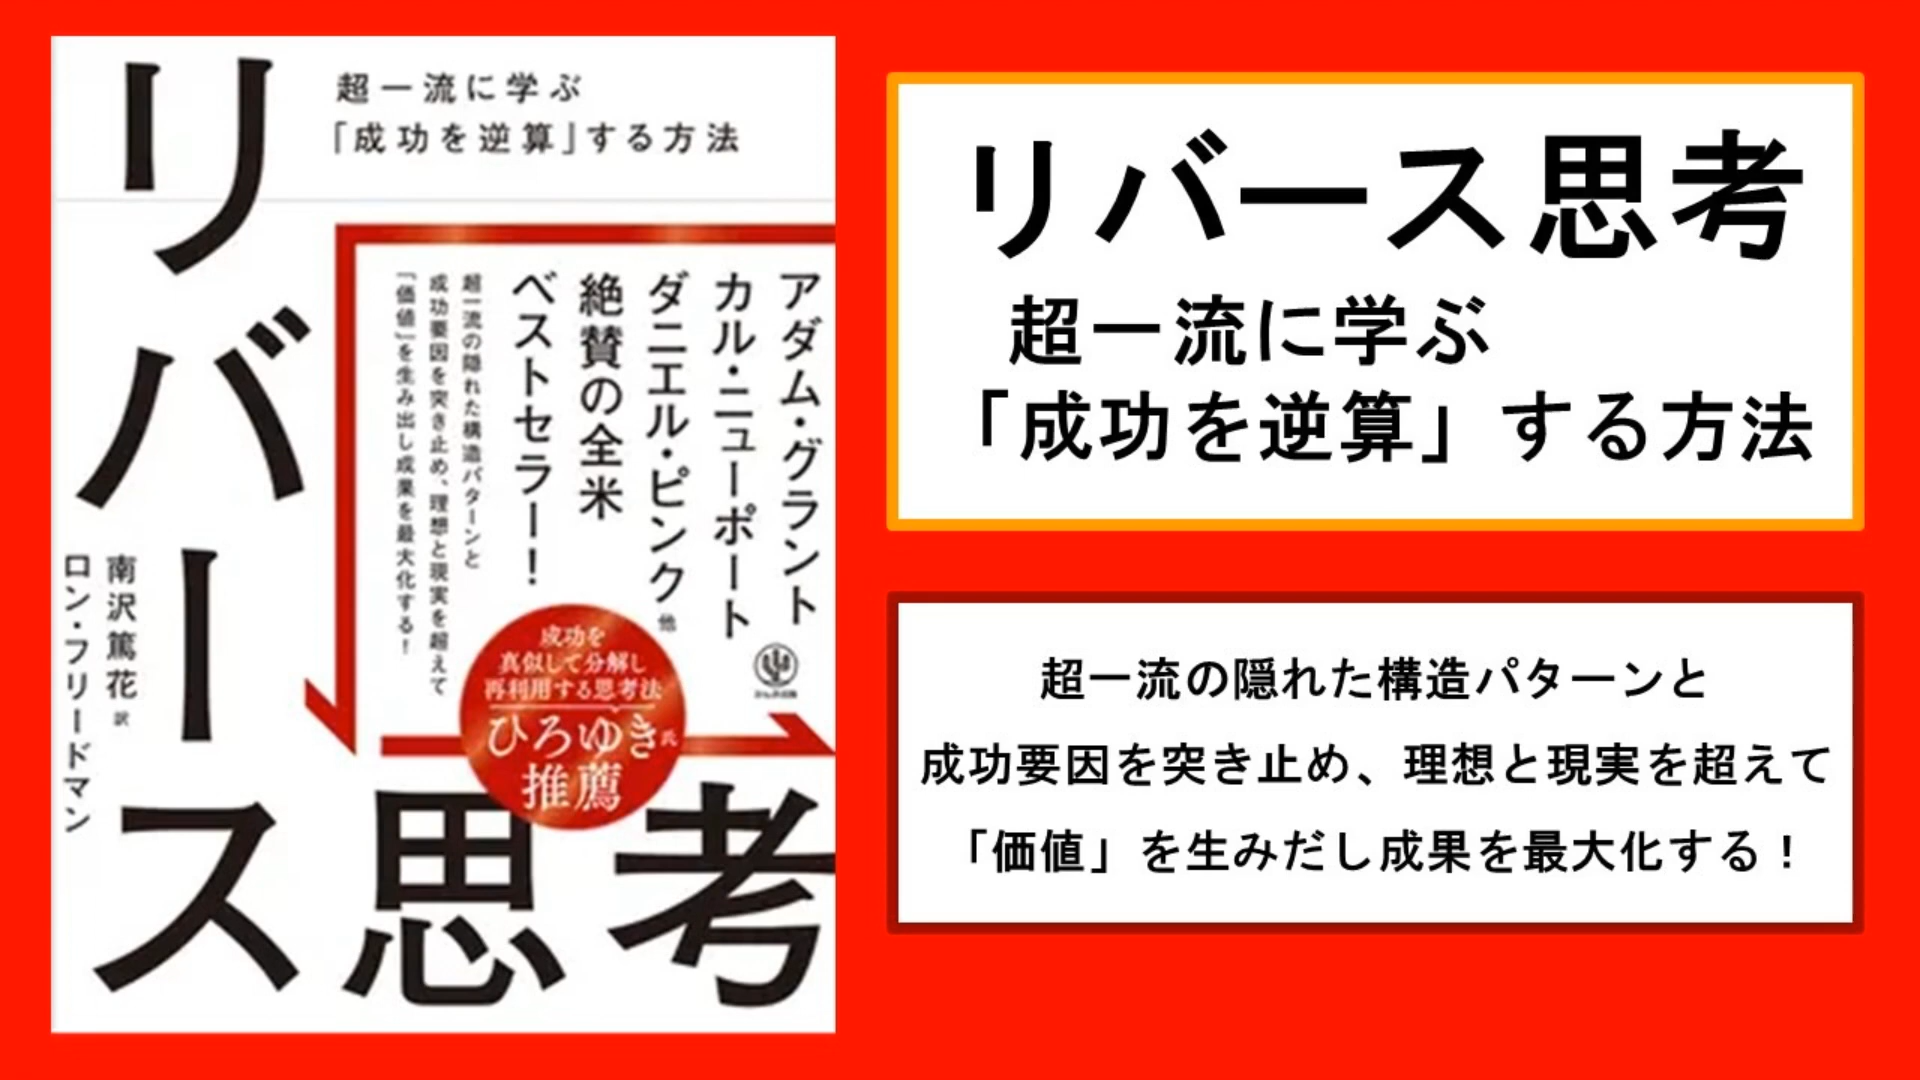 超一流に学ぶ
「成功を逆算」する方法
リバース思考
アダム・グラント
カル・ニューポート
ダニエル・ピンク 他
絶賛の全米
ベストセラー！
超一流の隠れた構造パターンと
成功要因を突き止め、理想と現実を超えて
「価値」を生み出し成果を最大化する！
成功を
真似して分解し
再利用する思考法
ひろゆき氏
推薦
南沢篤花 訳
ロン・フリードマン
リバース思考
超一流に学ぶ
「成功を逆算」する方法
超一流の隠れた構造パターンと
成功要因を突き止め、理想と現実を超えて
「価値」を生みだし成果を最大化する！